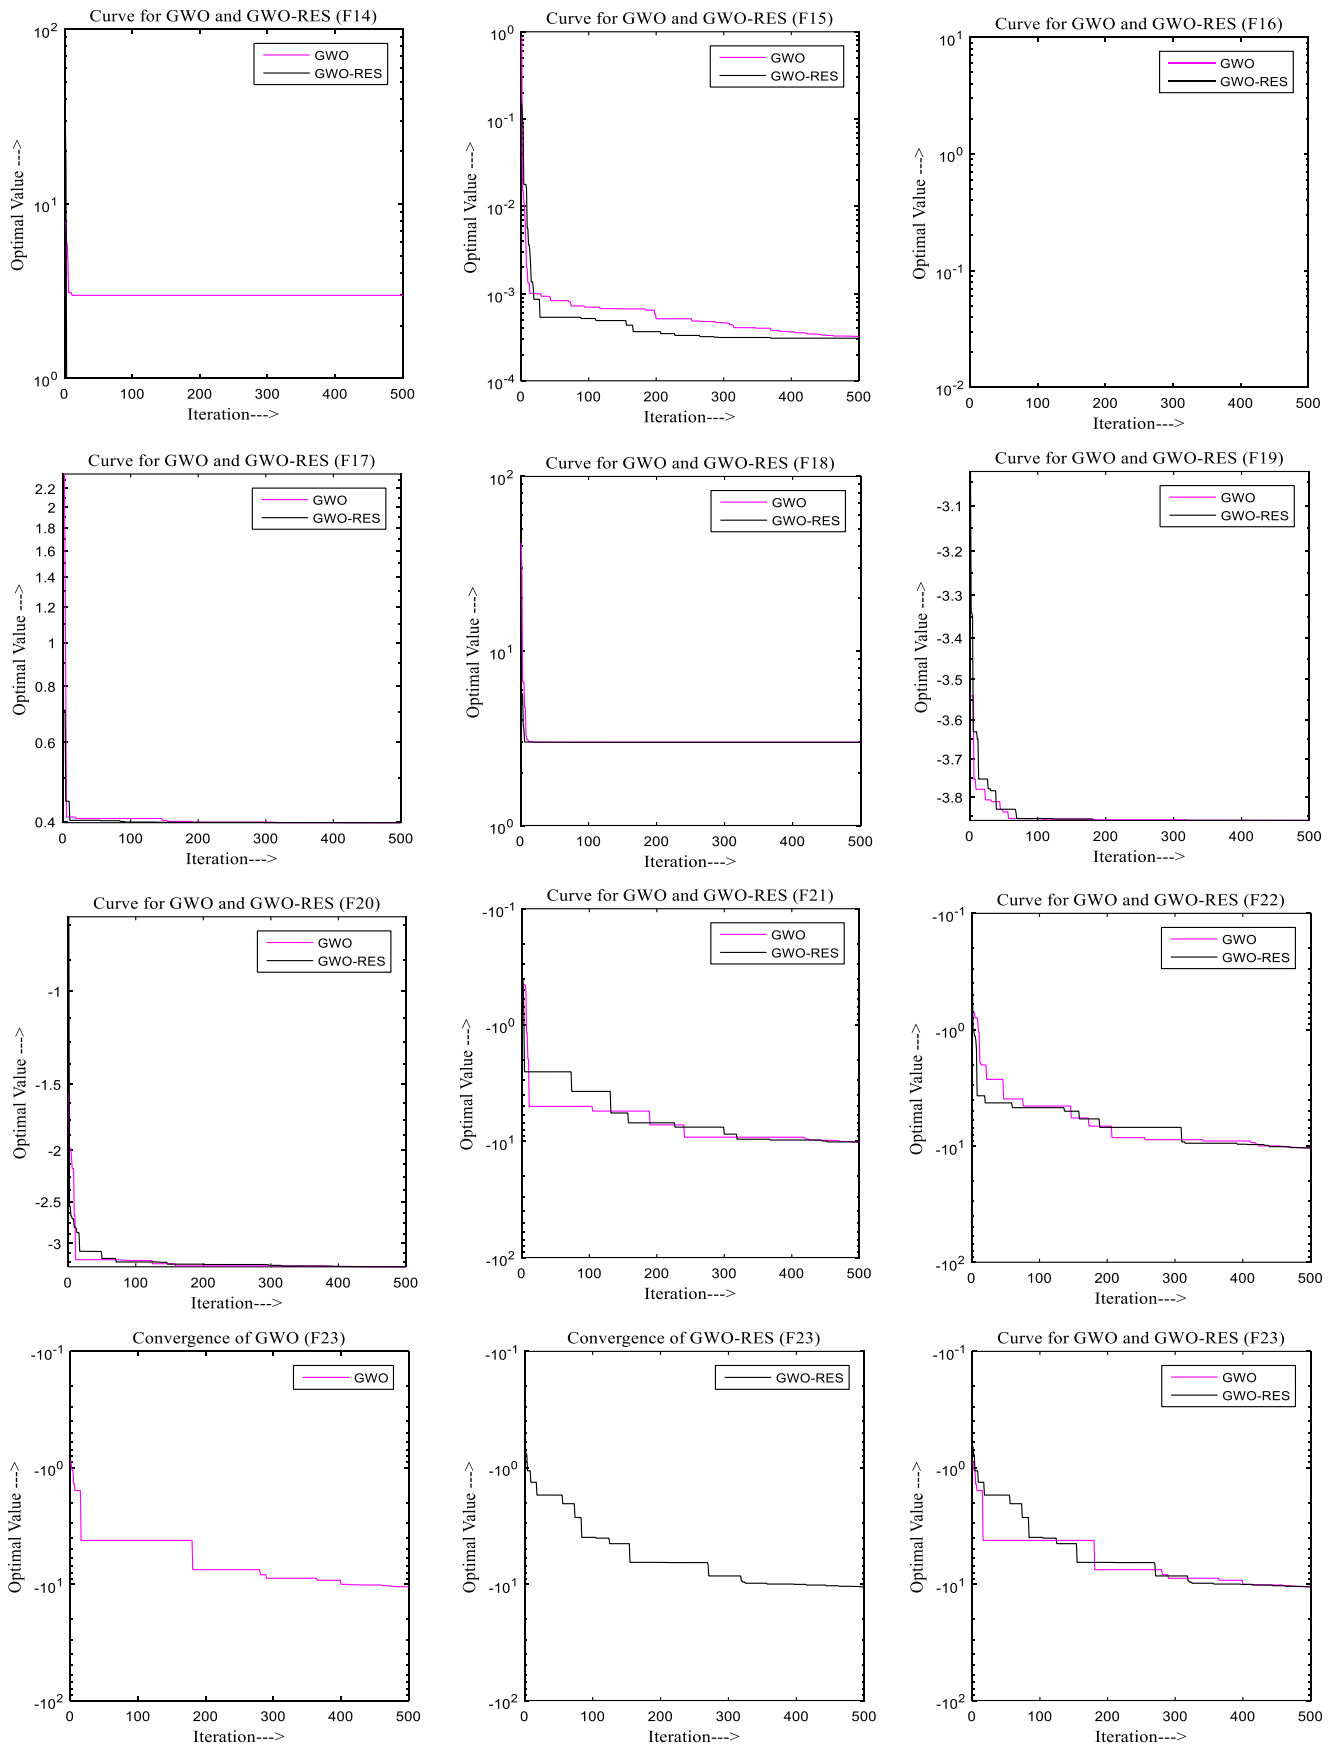 Curve for GWO and GWO-RES (F14)
10^2
10^1
10^0
Optimal Value --->
GWO
GWO-RES
0 100 200 300 400 500
Iteration--->
Curve for GWO and GWO-RES (F15)
10^0
10^-1
10^-2
10^-3
10^-4
Optimal Value --->
GWO
GWO-RES
0 100 200 300 400 500
Iteration--->
Curve for GWO and GWO-RES (F16)
10^1
10^0
10^-1
10^-2
Optimal Value --->
GWO
GWO-RES
0 100 200 300 400 500
Iteration--->
Curve for GWO and GWO-RES (F17)
2.2
2
1.8
1.6
1.4
1.2
1
0.8
0.6
0.4
Optimal Value --->
GWO
GWO-RES
0 100 200 300 400 500
Iteration--->
Curve for GWO and GWO-RES (F18)
10^2
10^1
10^0
Optimal Value --->
GWO
GWO-RES
0 100 200 300 400 500
Iteration--->
Curve for GWO and GWO-RES (F19)
-3.1
-3.2
-3.3
-3.4
-3.5
-3.6
-3.7
-3.8
Optimal Value --->
GWO
GWO-RES
0 100 200 300 400 500
Iteration--->
Curve for GWO and GWO-RES (F20)
-1
-1.5
-2
-2.5
-3
Optimal Value --->
GWO
GWO-RES
0 100 200 300 400 500
Iteration--->
Curve for GWO and GWO-RES (F21)
-10^-1
-10^0
-10^1
-10^2
Optimal Value --->
GWO
GWO-RES
0 100 200 300 400 500
Iteration--->
Curve for GWO and GWO-RES (F22)
-10^-1
-10^0
-10^1
-10^2
Optimal Value --->
GWO
GWO-RES
0 100 200 300 400 500
Iteration--->
Convergence of GWO (F23)
-10^-1
-10^0
-10^1
-10^2
Optimal Value --->
GWO
0 100 200 300 400 500
Iteration--->
Convergence of GWO-RES (F23)
-10^-1
-10^0
-10^1
-10^2
Optimal Value --->
GWO-RES
0 100 200 300 400 500
Iteration--->
Curve for GWO and GWO-RES (F23)
-10^-1
-10^0
-10^1
-10^2
Optimal Value --->
GWO
GWO-RES
0 100 200 300 400 500
Iteration--->